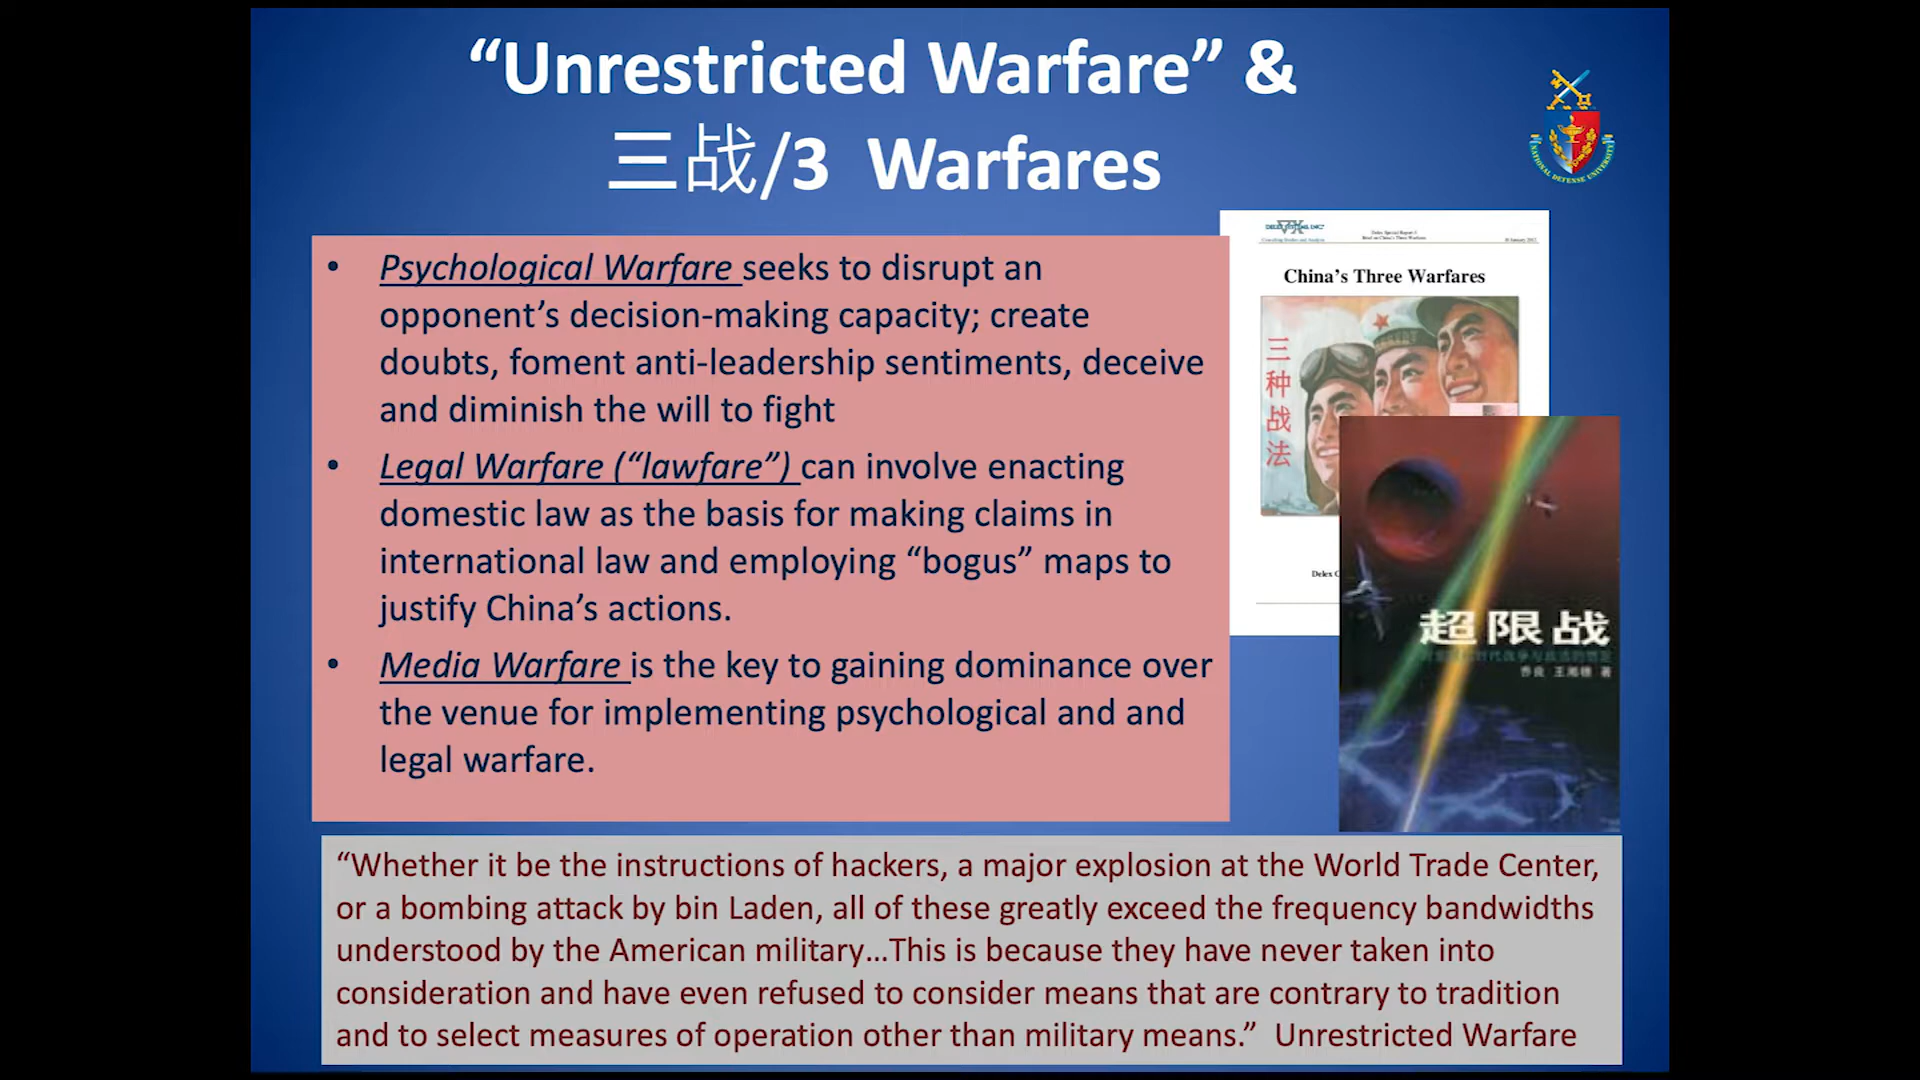 “Unrestricted Warfare” &
三战/3 Warfares
NATIONAL DEFENSE UNIVERSITY
• Psychological Warfare seeks to disrupt an
opponent’s decision-making capacity; create
doubts, foment anti-leadership sentiments, deceive
and diminish the will to fight
• Legal Warfare (“lawfare”) can involve enacting
domestic law as the basis for making claims in
international law and employing “bogus” maps to
justify China’s actions.
• Media Warfare is the key to gaining dominance over
the venue for implementing psychological and and
legal warfare.
China’s Three Warfares
三种战法
Delex
超限战
“Whether it be the instructions of hackers, a major explosion at the World Trade Center,
or a bombing attack by bin Laden, all of these greatly exceed the frequency bandwidths
understood by the American military…This is because they have never taken into
consideration and have even refused to consider means that are contrary to tradition
and to select measures of operation other than military means.” Unrestricted Warfare